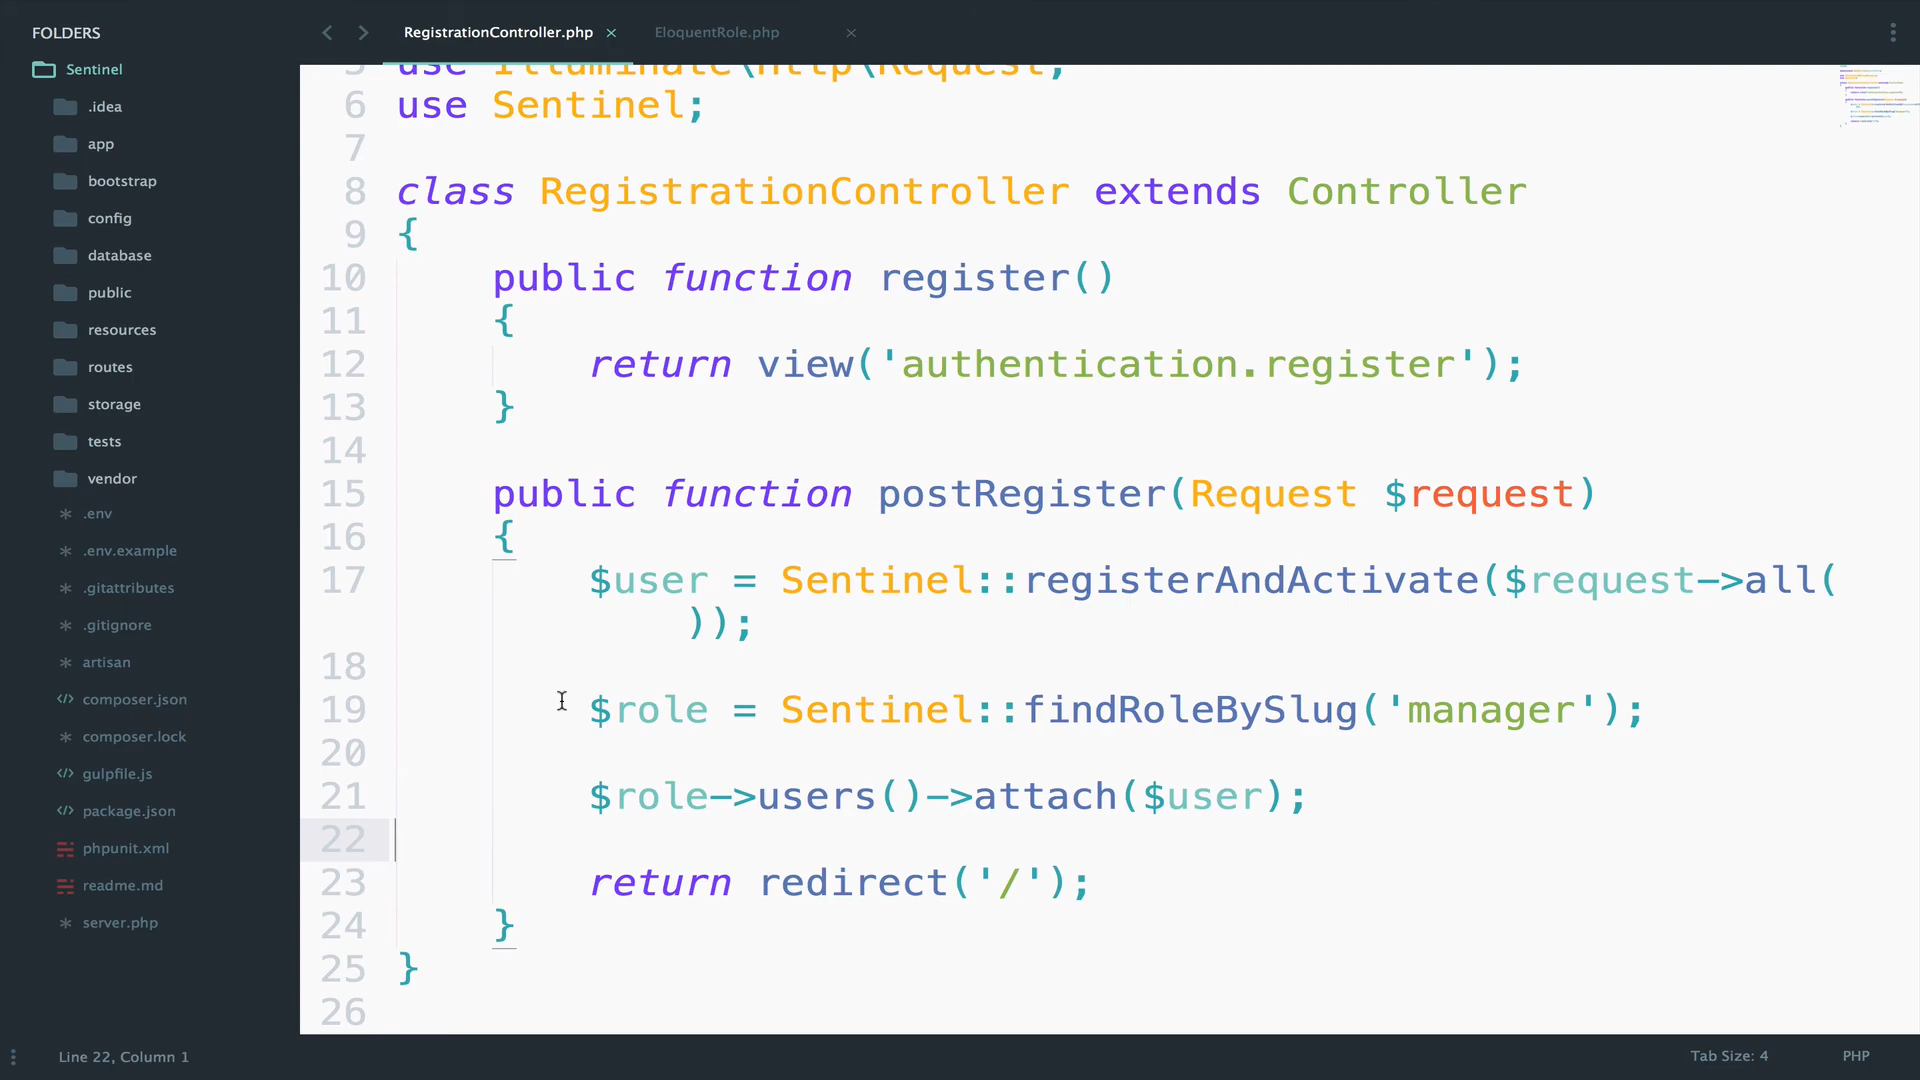 FOLDERS
Sentinel
.idea
app
bootstrap
config
database
public
resources
routes
storage
tests
vendor
.env
.env.example
.gitattributes
.gitignore
artisan
composer.json
composer.lock
gulpfile.js
package.json
phpunit.xml
readme.md
server.php
RegistrationController.php × EloquentRole.php ×
5 use Illuminate\Http\Request;
6 use Sentinel;
7
8 class RegistrationController extends Controller
9 {
10 public function register()
11 {
12 return view('authentication.register');
13 }
14
15 public function postRegister(Request $request)
16 {
17 $user = Sentinel::registerAndActivate($request->all(
));
18
19 $role = Sentinel::findRoleBySlug('manager');
20
21 $role->users()->attach($user);
22
23 return redirect('/');
24 }
25 }
26
Line 22, Column 1
Tab Size: 4 PHP